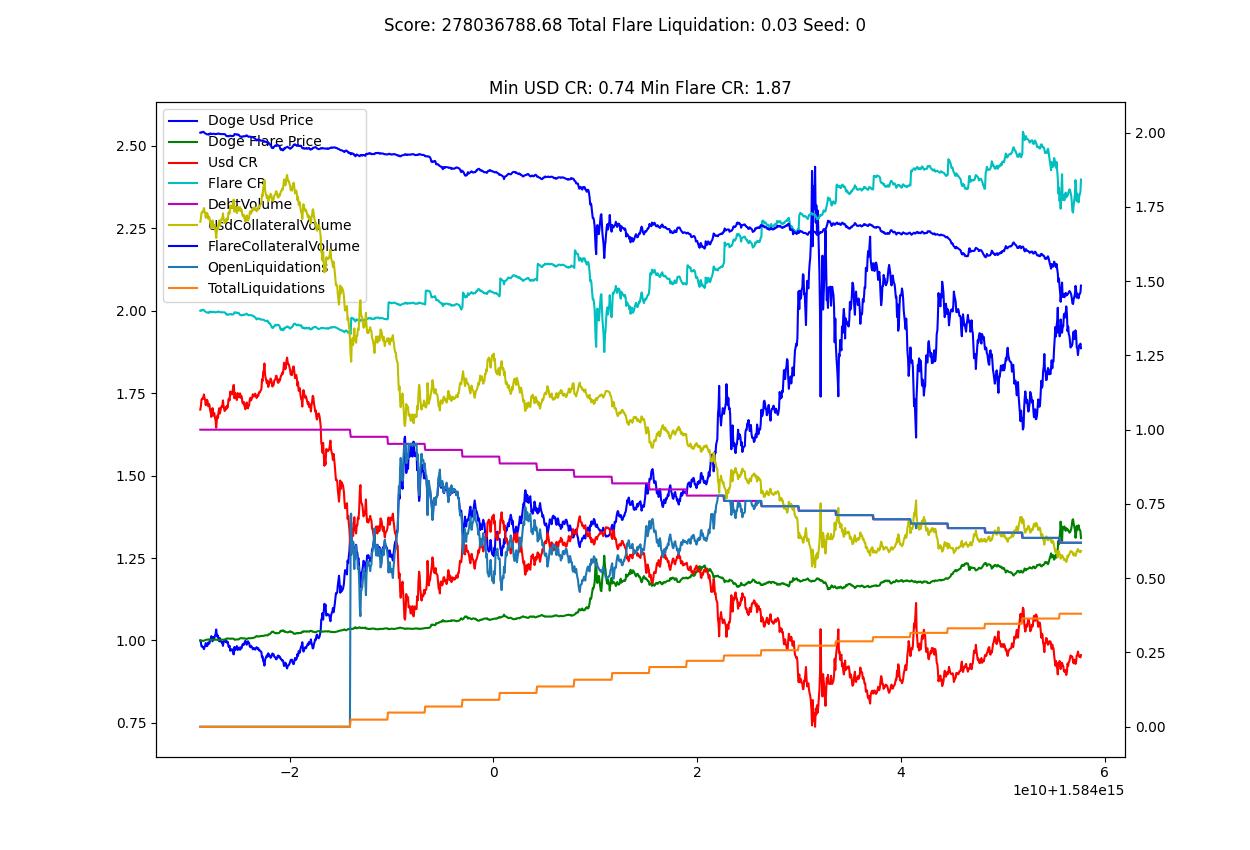 Score: 278036788.68 Total Flare Liquidation: 0.03 Seed: 0
Min USD CR: 0.74 Min Flare CR: 1.87
Doge Usd Price
Doge Flare Price
Usd CR
Flare CR
DebtVolume
UsdCollateralVolume
FlareCollateralVolume
OpenLiquidations
TotalLiquidations
2.50
2.25
2.00
1.75
1.50
1.25
1.00
0.75
2.00
1.75
1.50
1.25
1.00
0.75
0.50
0.25
0.00
−2 0 2 4 6
1e10+1.584e15